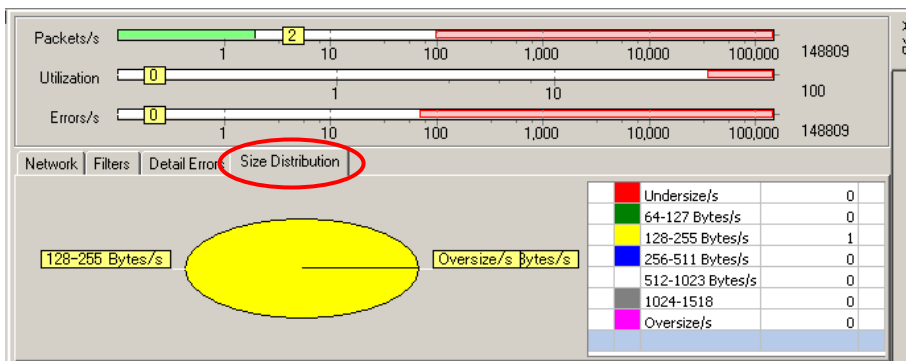 Packets/s 2
1 10 100 1,000 10,000 100,000 148809
Utilization 0
1 10 100
Errors/s 0
1 10 100 1,000 10,000 100,000 148809
Network Filters Detail Errors Size Distribution
128-255 Bytes/s
Oversize/s Bytes/s
Undersize/s 0
64-127 Bytes/s 0
128-255 Bytes/s 1
256-511 Bytes/s 0
512-1023 Bytes/s 0
1024-1518 0
Oversize/s 0